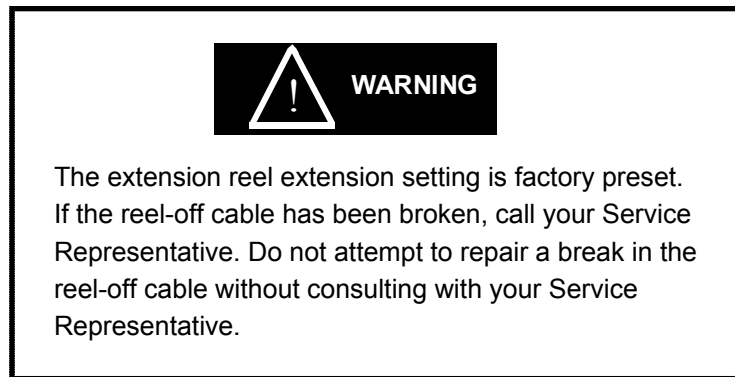 ! WARNING
The extension reel extension setting is factory preset.
If the reel-off cable has been broken, call your Service
Representative. Do not attempt to repair a break in the
reel-off cable without consulting with your Service
Representative.